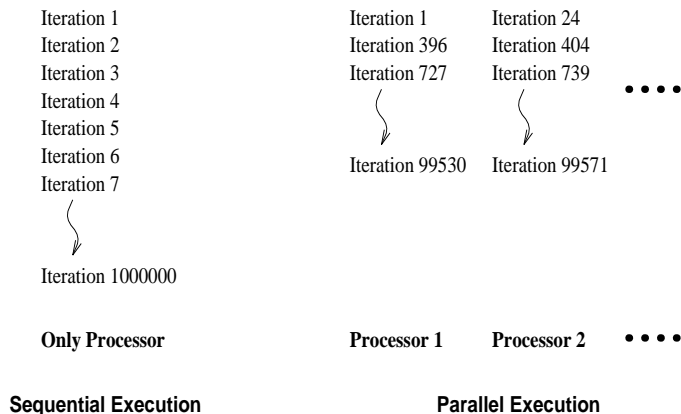 Iteration 1
Iteration 2
Iteration 3
Iteration 4
Iteration 5
Iteration 6
Iteration 7
Iteration 1000000
Only Processor
Sequential Execution
Iteration 1
Iteration 396
Iteration 727
Iteration 99530
Processor 1
Iteration 24
Iteration 404
Iteration 739
Iteration 99571
Processor 2
Parallel Execution